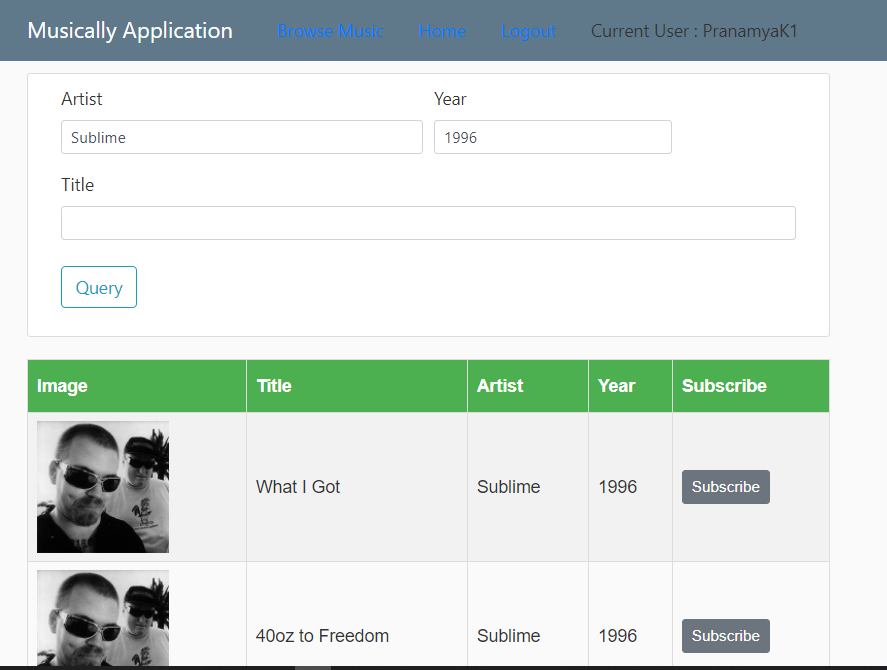 Musically Application Browse Music Home Logout Current User : PranamyaK1
Artist Year
Sublime 1996
Title
Query
Image Title Artist Year Subscribe
What I Got Sublime 1996 Subscribe
40oz to Freedom Sublime 1996 Subscribe